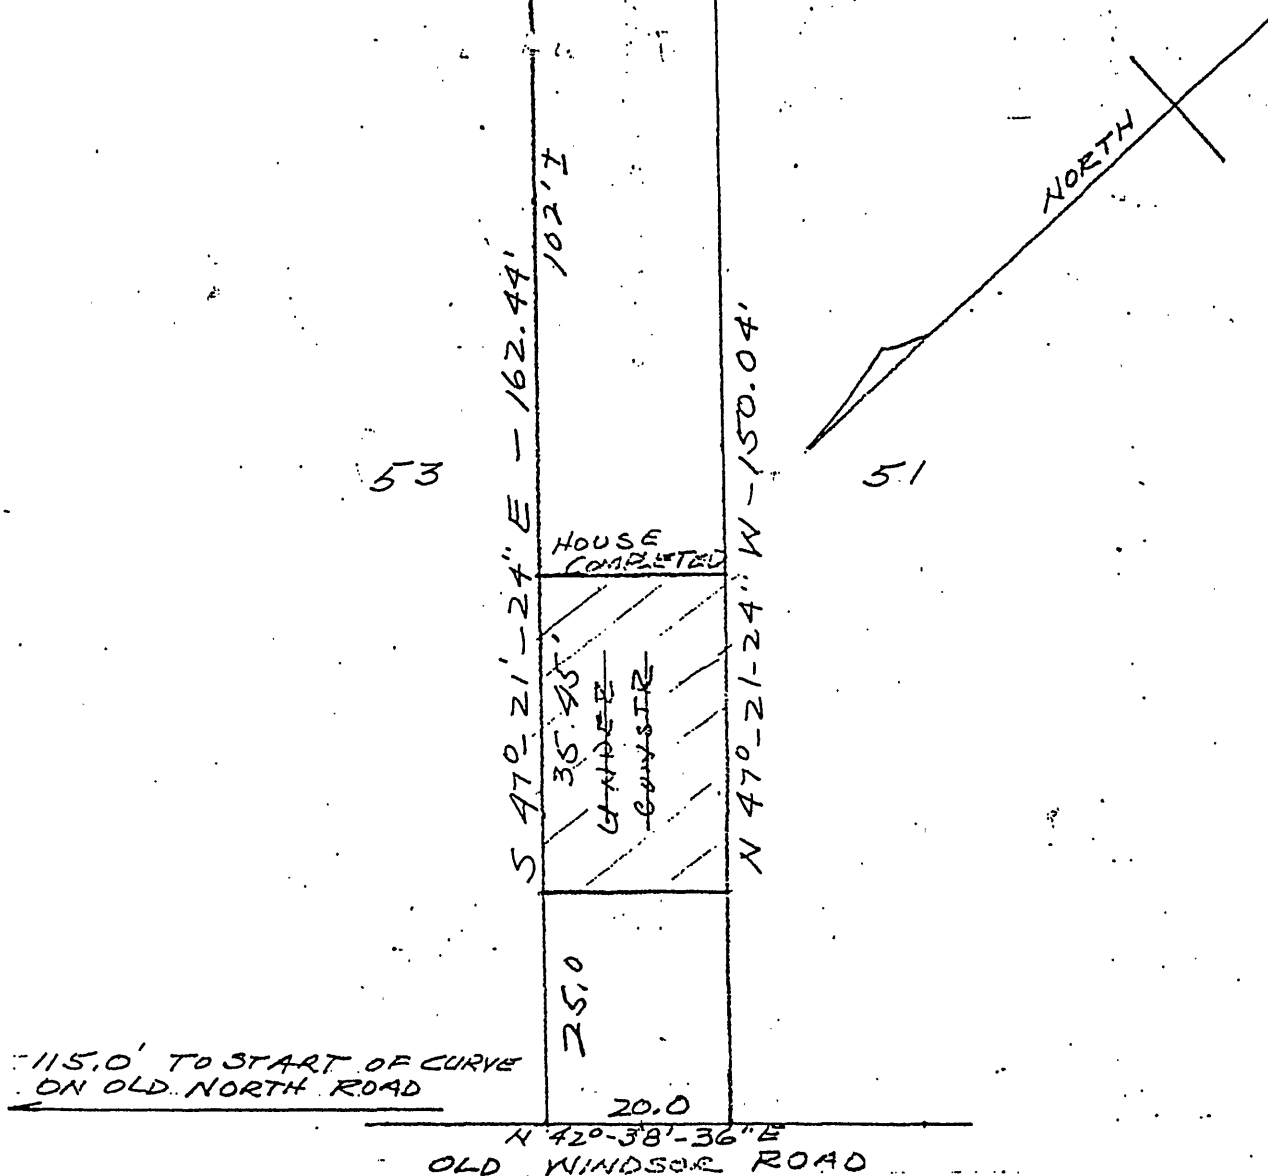 NORTH
102'±
S 47°-21'-24" E - 162.44'
N 47°-21-24" W - 150.04'
53
51
HOUSE
COMPLETED
35.45'
UNDER
CONSTR
25.0
115.0' TO START OF CURVE
ON OLD NORTH ROAD
20.0
N 42°-38'-36" E
OLD WINDSOR ROAD